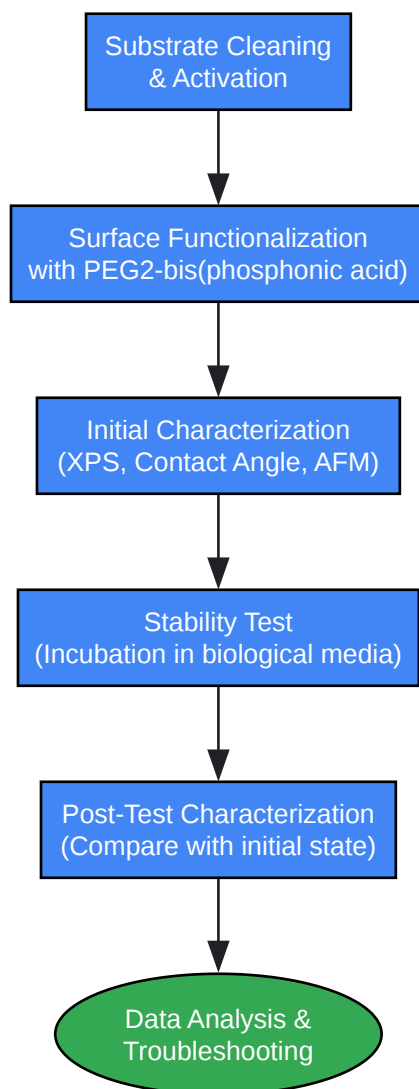 Substrate Cleaning
& Activation
Surface Functionalization
with PEG2-bis(phosphonic acid)
Initial Characterization
(XPS, Contact Angle, AFM)
Stability Test
(Incubation in biological media)
Post-Test Characterization
(Compare with initial state)
Data Analysis &
Troubleshooting